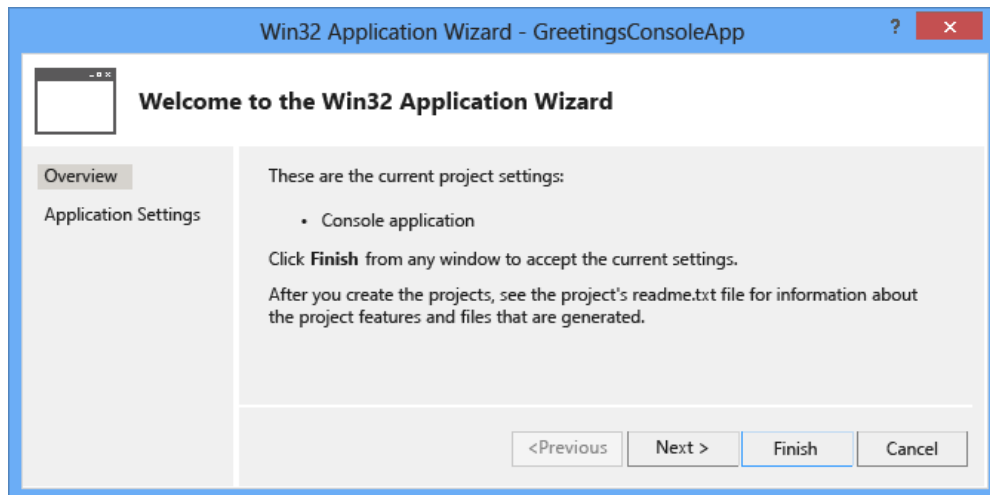 Win32 Application Wizard - GreetingsConsoleApp
?
Welcome to the Win32 Application Wizard
Overview
Application Settings
These are the current project settings:
• Console application
Click Finish from any window to accept the current settings.
After you create the projects, see the project's readme.txt file for information about
the project features and files that are generated.
<Previous
Next >
Finish
Cancel